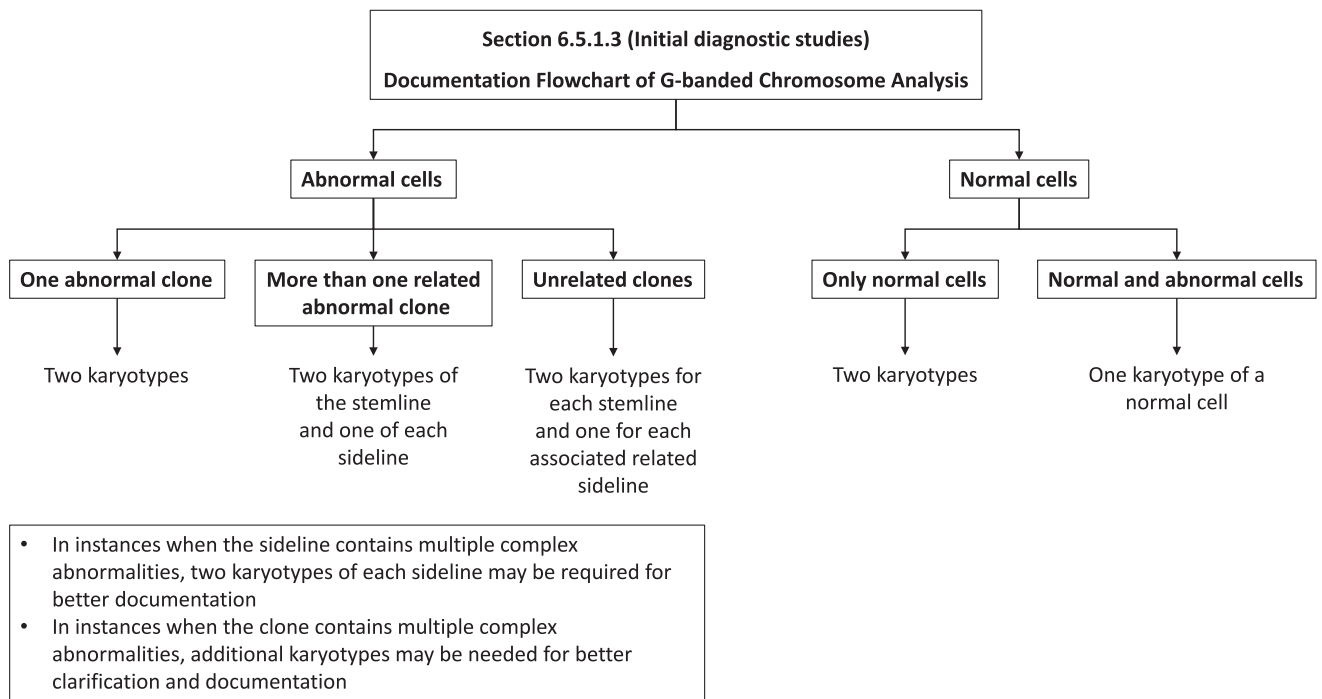 Section 6.5.1.3 (Initial diagnostic studies)
Documentation Flowchart of G-banded Chromosome Analysis
Abnormal cells
Normal cells
One abnormal clone
More than one related
abnormal clone
Unrelated clones
Only normal cells
Normal and abnormal cells
Two karyotypes
Two karyotypes of
the stemline
and one of each
sideline
Two karyotypes for
each stemline
and one for each
associated related
sideline
Two karyotypes
One karyotype of a
normal cell
• In instances when the sideline contains multiple complex
abnormalities, two karyotypes of each sideline may be required for
better documentation
• In instances when the clone contains multiple complex
abnormalities, additional karyotypes may be needed for better
clarification and documentation